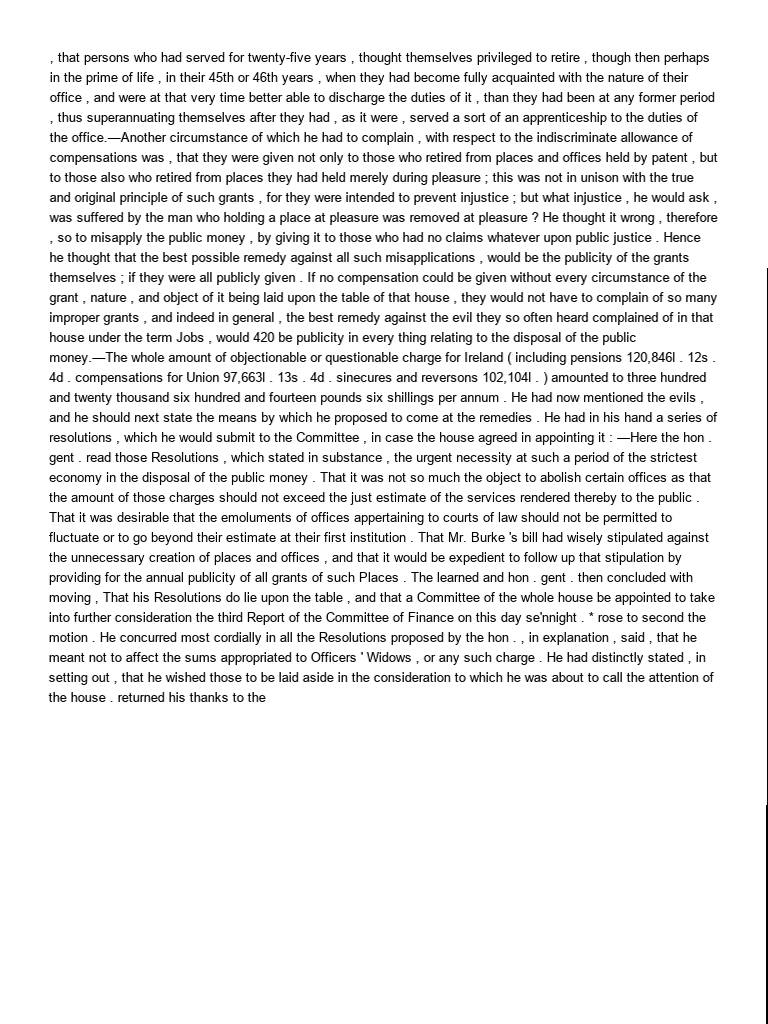 , that persons who had served for twenty-five years , thought themselves privileged to retire , though then perhaps
in the prime of life , in their 45th or 46th years , when they had become fully acquainted with the nature of their
office , and were at that very time better able to discharge the duties of it , than they had been at any former period
, thus superannuating themselves after they had , as it were , served a sort of an apprenticeship to the duties of
the office.—Another circumstance of which he had to complain , with respect to the indiscriminate allowance of
compensations was , that they were given not only to those who retired from places and offices held by patent , but
to those also who retired from places they had held merely during pleasure ; this was not in unison with the true
and original principle of such grants , for they were intended to prevent injustice ; but what injustice , he would ask ,
was suffered by the man who holding a place at pleasure was removed at pleasure ? He thought it wrong , therefore
, so to misapply the public money , by giving it to those who had no claims whatever upon public justice . Hence
he thought that the best possible remedy against all such misapplications , would be the publicity of the grants
themselves ; if they were all publicly given . If no compensation could be given without every circumstance of the
grant , nature , and object of it being laid upon the table of that house , they would not have to complain of so many
improper grants , and indeed in general , the best remedy against the evil they so often heard complained of in that
house under the term Jobs , would 420 be publicity in every thing relating to the disposal of the public
money.—The whole amount of objectionable or questionable charge for Ireland ( including pensions 120,846l . 12s .
4d . compensations for Union 97,663l . 13s . 4d . sinecures and reversons 102,104l . ) amounted to three hundred
and twenty thousand six hundred and fourteen pounds six shillings per annum . He had now mentioned the evils ,
and he should next state the means by which he proposed to come at the remedies . He had in his hand a series of
resolutions , which he would submit to the Committee , in case the house agreed in appointing it : —Here the hon .
gent . read those Resolutions , which stated in substance , the urgent necessity at such a period of the strictest
economy in the disposal of the public money . That it was not so much the object to abolish certain offices as that
the amount of those charges should not exceed the just estimate of the services rendered thereby to the public .
That it was desirable that the emoluments of offices appertaining to courts of law should not be permitted to
fluctuate or to go beyond their estimate at their first institution . That Mr. Burke 's bill had wisely stipulated against
the unnecessary creation of places and offices , and that it would be expedient to follow up that stipulation by
providing for the annual publicity of all grants of such Places . The learned and hon . gent . then concluded with
moving , That his Resolutions do lie upon the table , and that a Committee of the whole house be appointed to take
into further consideration the third Report of the Committee of Finance on this day se'nnight . * rose to second the
motion . He concurred most cordially in all the Resolutions proposed by the hon . , in explanation , said , that he
meant not to affect the sums appropriated to Officers ' Widows , or any such charge . He had distinctly stated , in
setting out , that he wished those to be laid aside in the consideration to which he was about to call the attention of
the house . returned his thanks to the